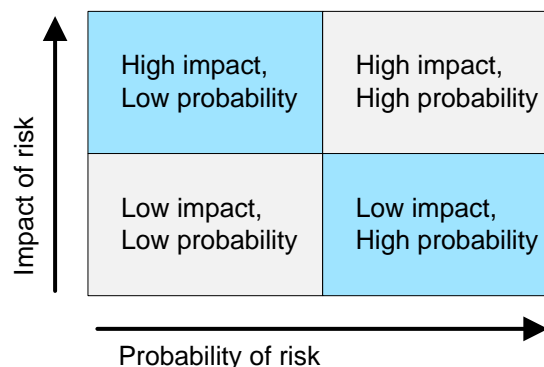 High impact,
Low probability
High impact,
High probability
Low impact,
Low probability
Low impact,
High probability
Impact of risk
Probability of risk